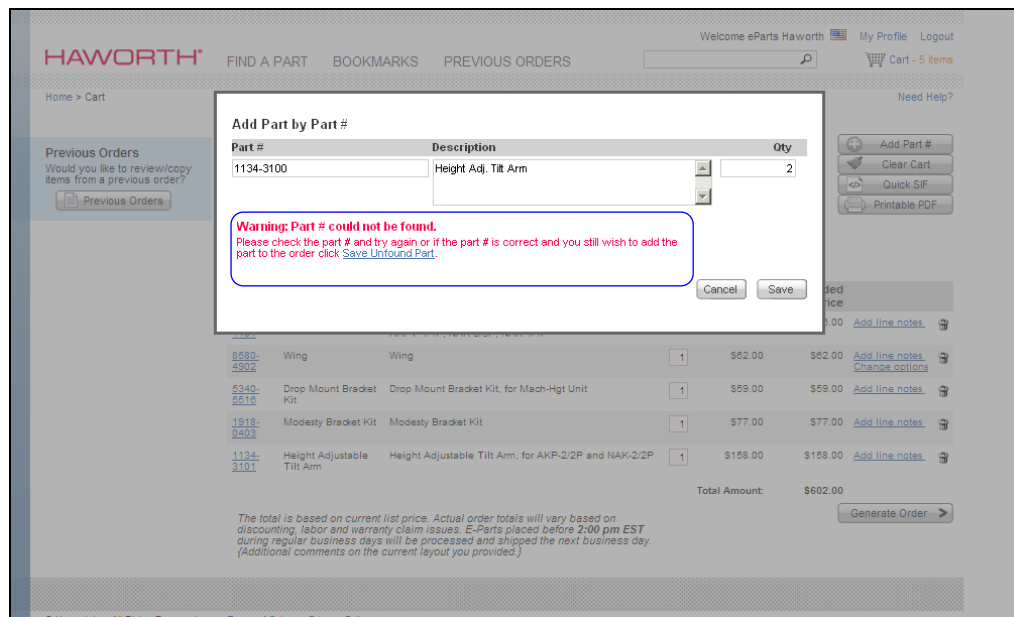 Welcome eParts Haworth My Profile Logout
HAWORTH® FIND A PART BOOKMARKS PREVIOUS ORDERS Cart - 5 items
Home > Cart Need Help?
Add Part by Part #
Part # Description Qty
1134-3100 Height Adj. Tilt Arm 2
Previous Orders
Would you like to review/copy
items from a previous order?
Previous Orders
Add Part #
Clear Cart
Quick SIF
Printable PDF
Warning: Part # could not be found.
Please check the part # and try again or if the part # is correct and you still wish to add the
part to the order click Save Unfound Part.
Cancel Save
Add line notes
8580-
4902 Wing Wing 1 $62.00 $62.00 Add line notes
Change options
5340-
5516 Drop Mount Bracket
Kit Drop Mount Bracket Kit, for Mach-Hgt Unit 1 $59.00 $59.00 Add line notes
1918-
0403 Modesty Bracket Kit Modesty Bracket Kit 1 $77.00 $77.00 Add line notes
1134-
3101 Height Adjustable
Tilt Arm Height Adjustable Tilt Arm, for AKP-2/2P and NAK-2/2P 1 $158.00 $158.00 Add line notes
Total Amount: $602.00
Generate Order >
The total is based on current list price. Actual order totals will vary based on
discounting, labor and warranty claim issues. E-Parts placed before 2:00 pm EST
during regular business days will be processed and shipped the next business day.
{Additional comments on the current layout you provided.}